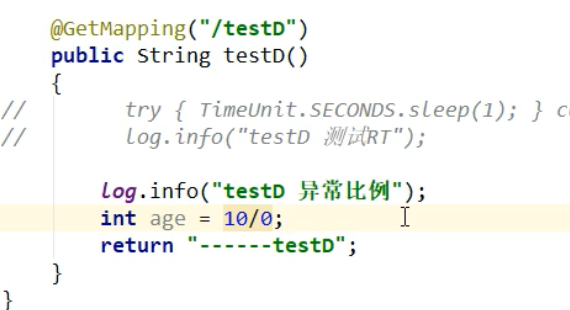 @GetMapping("/testD")
public String testD()
{
// try { TimeUnit.SECONDS.sleep(1); }
// log.info("testD 测试RT");
log.info("testD 异常比例");
int age = 10/0;
return "------testD";
}
}